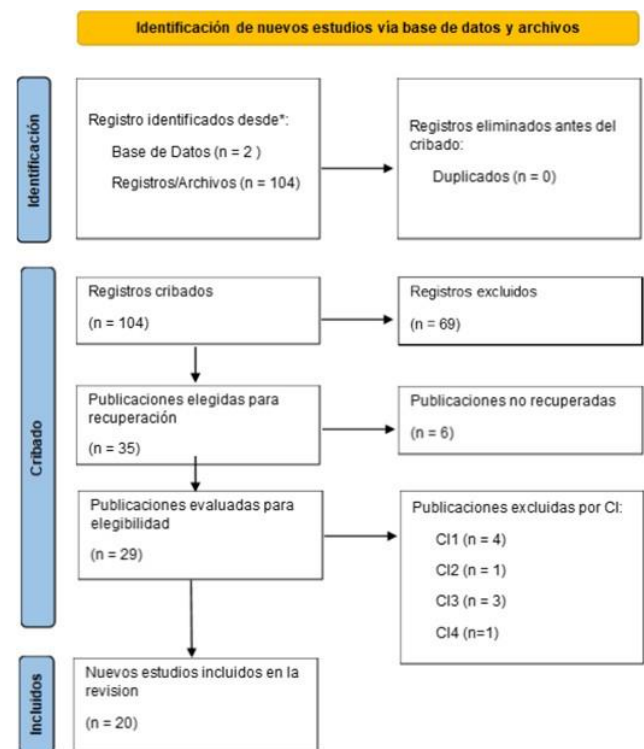 Identificación de nuevos estudios vía base de datos y archivos
Identificación
Registro identificados desde*:
Base de Datos (n = 2 )
Registros/Archivos (n = 104)
Registros eliminados antes del
cribado:
Duplicados (n = 0)
Cribado
Registros cribados
(n = 104)
Registros excluidos
(n = 69)
Publicaciones elegidas para
recuperación
(n = 35)
Publicaciones no recuperadas
(n = 6)
Publicaciones evaluadas para
elegibilidad
(n = 29)
Publicaciones excluidas por CI:
CI1 (n = 4)
CI2 (n = 1)
CI3 (n = 3)
CI4 (n=1)
Incluidos
Nuevos estudios incluidos en la
revision
(n = 20)